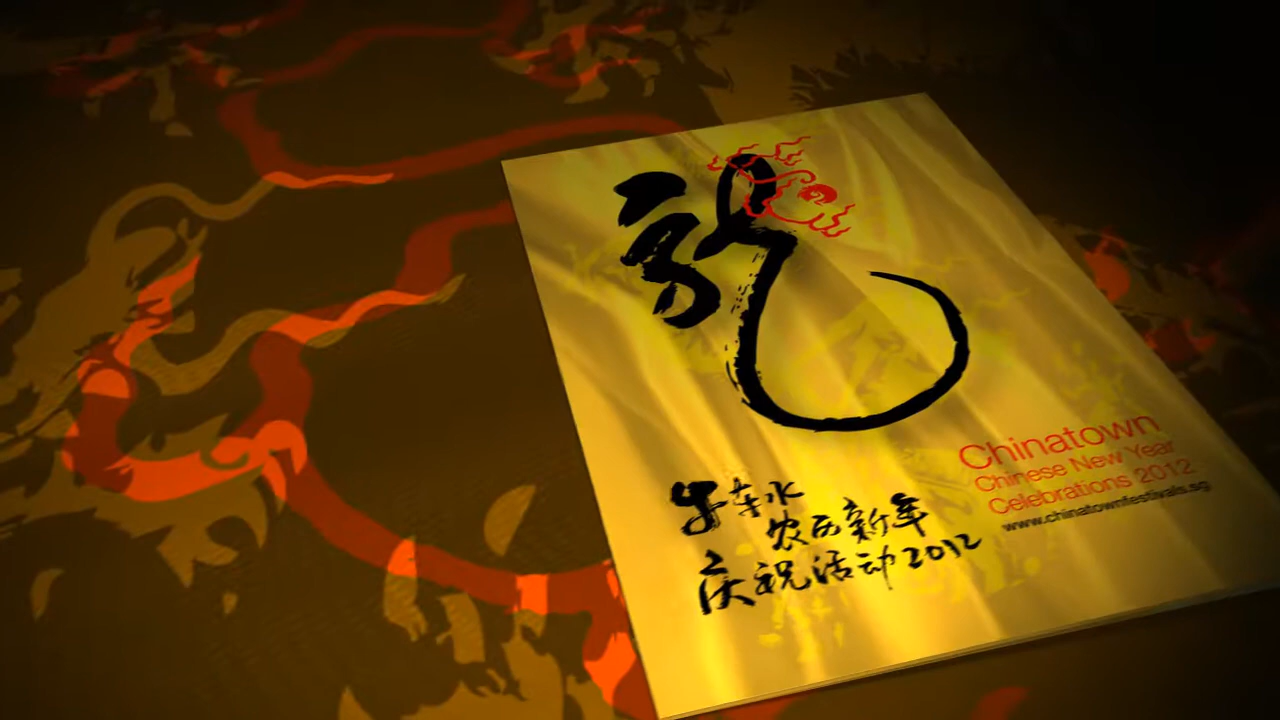 龍
Chinatown
Chinese New Year
Celebrations 2012
www.chinatownfestivals.sg
牛车水
农历新年
庆祝活动2012